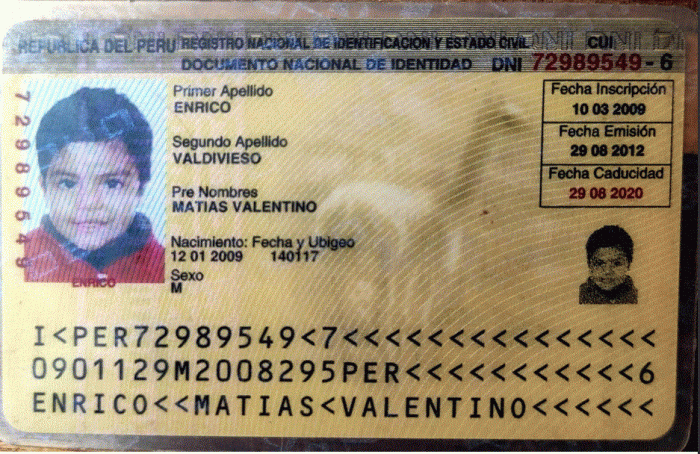 REPUBLICA DEL PERU REGISTRO NACIONAL DE IDENTIFICACION Y ESTADO CIVIL CUI
DOCUMENTO NACIONAL DE IDENTIDAD DNI 72989549 - 6
72989549
Primer Apellido
ENRICO
Segundo Apellido
VALDIVIESO
Pre Nombres
MATIAS VALENTINO
Nacimiento: Fecha y Ubigeo
12 01 2009 140117
Sexo
M
Fecha Inscripción
10 03 2009
Fecha Emisión
29 08 2012
Fecha Caducidad
29 08 2020
ENRICO
I<PER72989549<7<<<<<<<<<<<<<<<
0901129M2008295PER<<<<<<<<<<<6
ENRICO<<MATIAS<VALENTINO<<<<<<